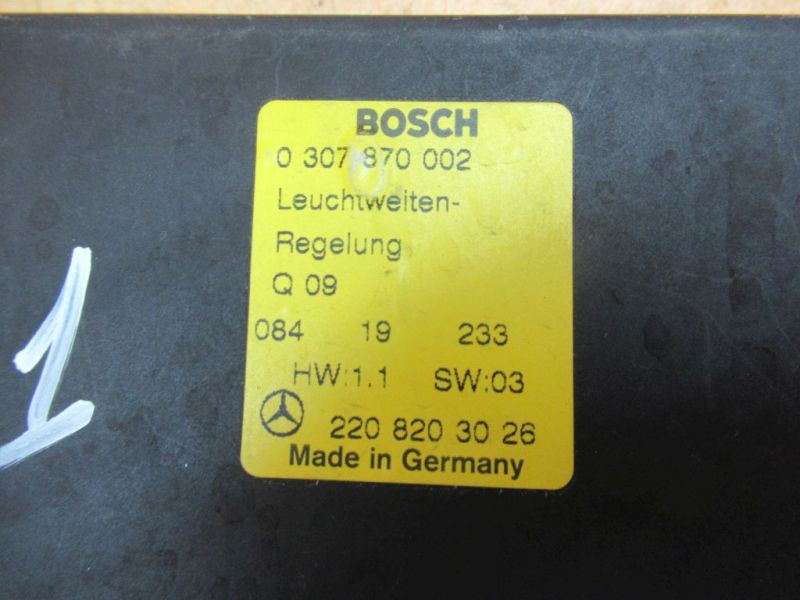 BOSCH
0 307 870 002
Leuchtweiten-
Regelung
Q 09
084 19 233
HW:1.1 SW:03
220 820 30 26
Made in Germany
1